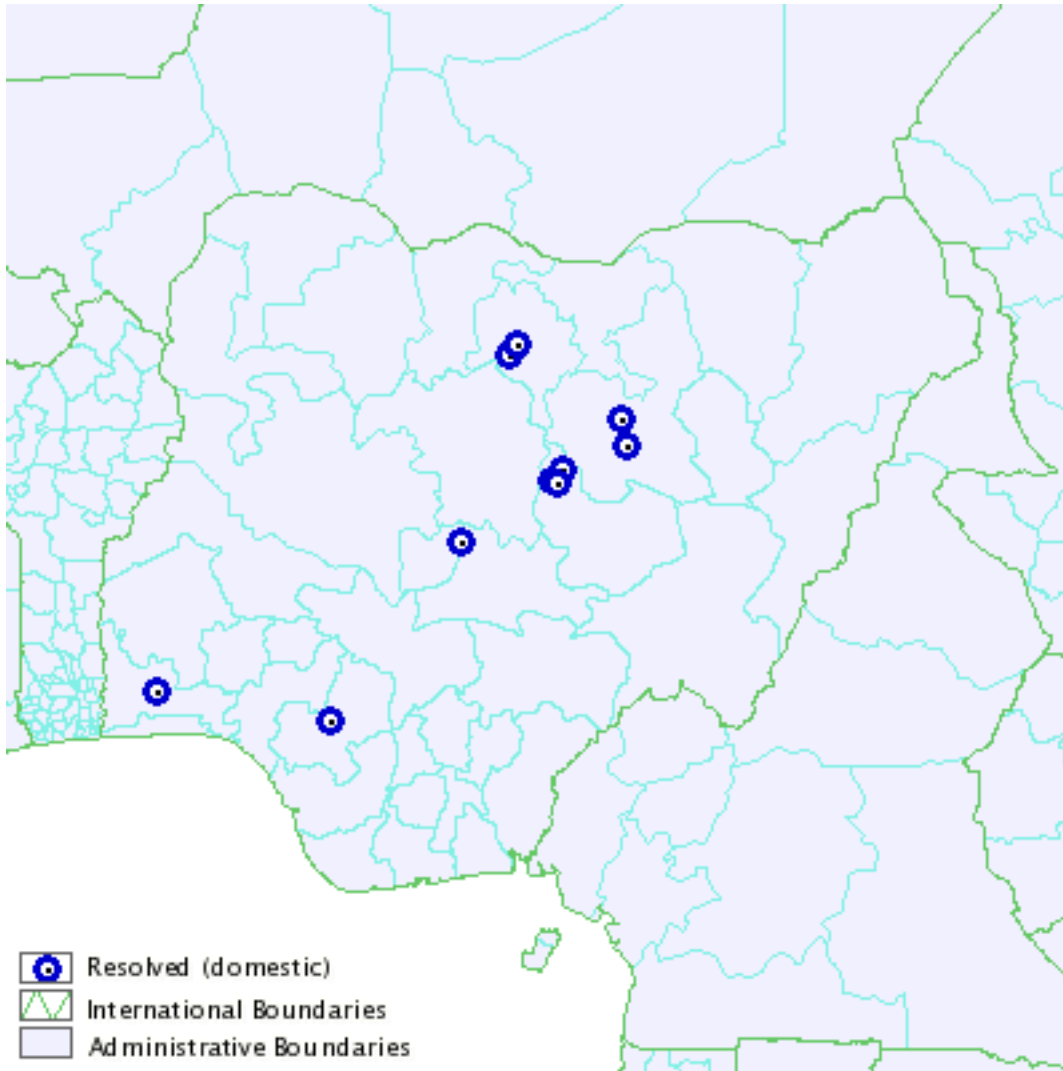 Resolved (domestic)
International Boundaries
Administrative Boundaries